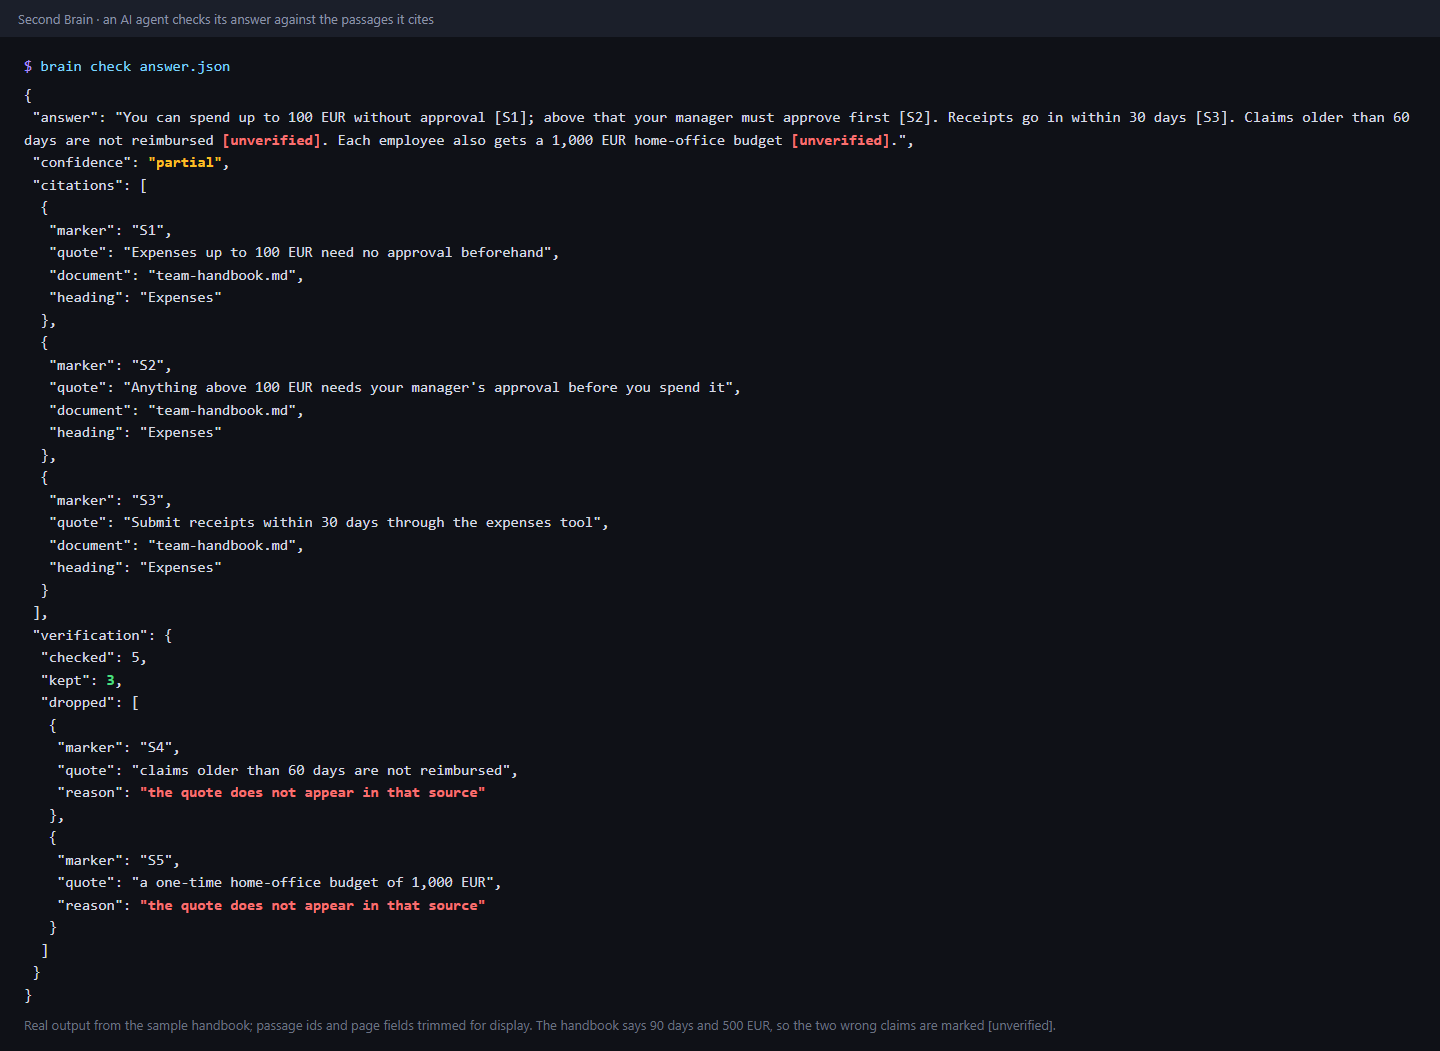 Second Brain · an AI agent checks its answer against the passages it cites
$ brain check answer.json
{
"answer": "You can spend up to 100 EUR without approval [S1]; above that your manager must approve first [S2]. Receipts go in within 30 days [S3]. Claims older than 60
days are not reimbursed [unverified]. Each employee also gets a 1,000 EUR home-office budget [unverified].",
"confidence": "partial",
"citations": [
{
"marker": "S1",
"quote": "Expenses up to 100 EUR need no approval beforehand",
"document": "team-handbook.md",
"heading": "Expenses"
},
{
"marker": "S2",
"quote": "Anything above 100 EUR needs your manager's approval before you spend it",
"document": "team-handbook.md",
"heading": "Expenses"
},
{
"marker": "S3",
"quote": "Submit receipts within 30 days through the expenses tool",
"document": "team-handbook.md",
"heading": "Expenses"
}
],
"verification": {
"checked": 5,
"kept": 3,
"dropped": [
{
"marker": "S4",
"quote": "claims older than 60 days are not reimbursed",
"reason": "the quote does not appear in that source"
},
{
"marker": "S5",
"quote": "a one-time home-office budget of 1,000 EUR",
"reason": "the quote does not appear in that source"
}
]
}
}
Real output from the sample handbook; passage ids and page fields trimmed for display. The handbook says 90 days and 500 EUR, so the two wrong claims are marked [unverified].